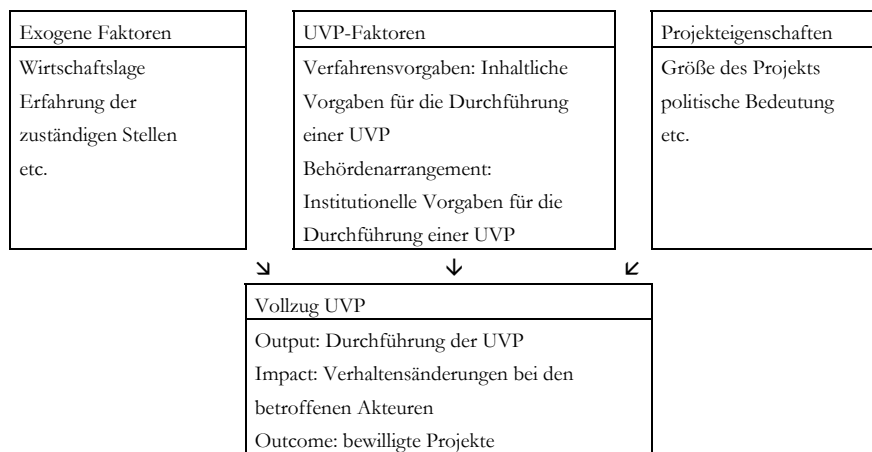 Exogene Faktoren
Wirtschaftslage
Erfahrung der
zuständigen Stellen
etc.
UVP-Faktoren
Verfahrensvorgaben: Inhaltliche
Vorgaben für die Durchführung
einer UVP
Behördenarrangement:
Institutionelle Vorgaben für die
Durchführung einer UVP
Projekteigenschaften
Größe des Projekts
politische Bedeutung
etc.
Vollzug UVP
Output: Durchführung der UVP
Impact: Verhaltensänderungen bei den
betroffenen Akteuren
Outcome: bewilligte Projekte